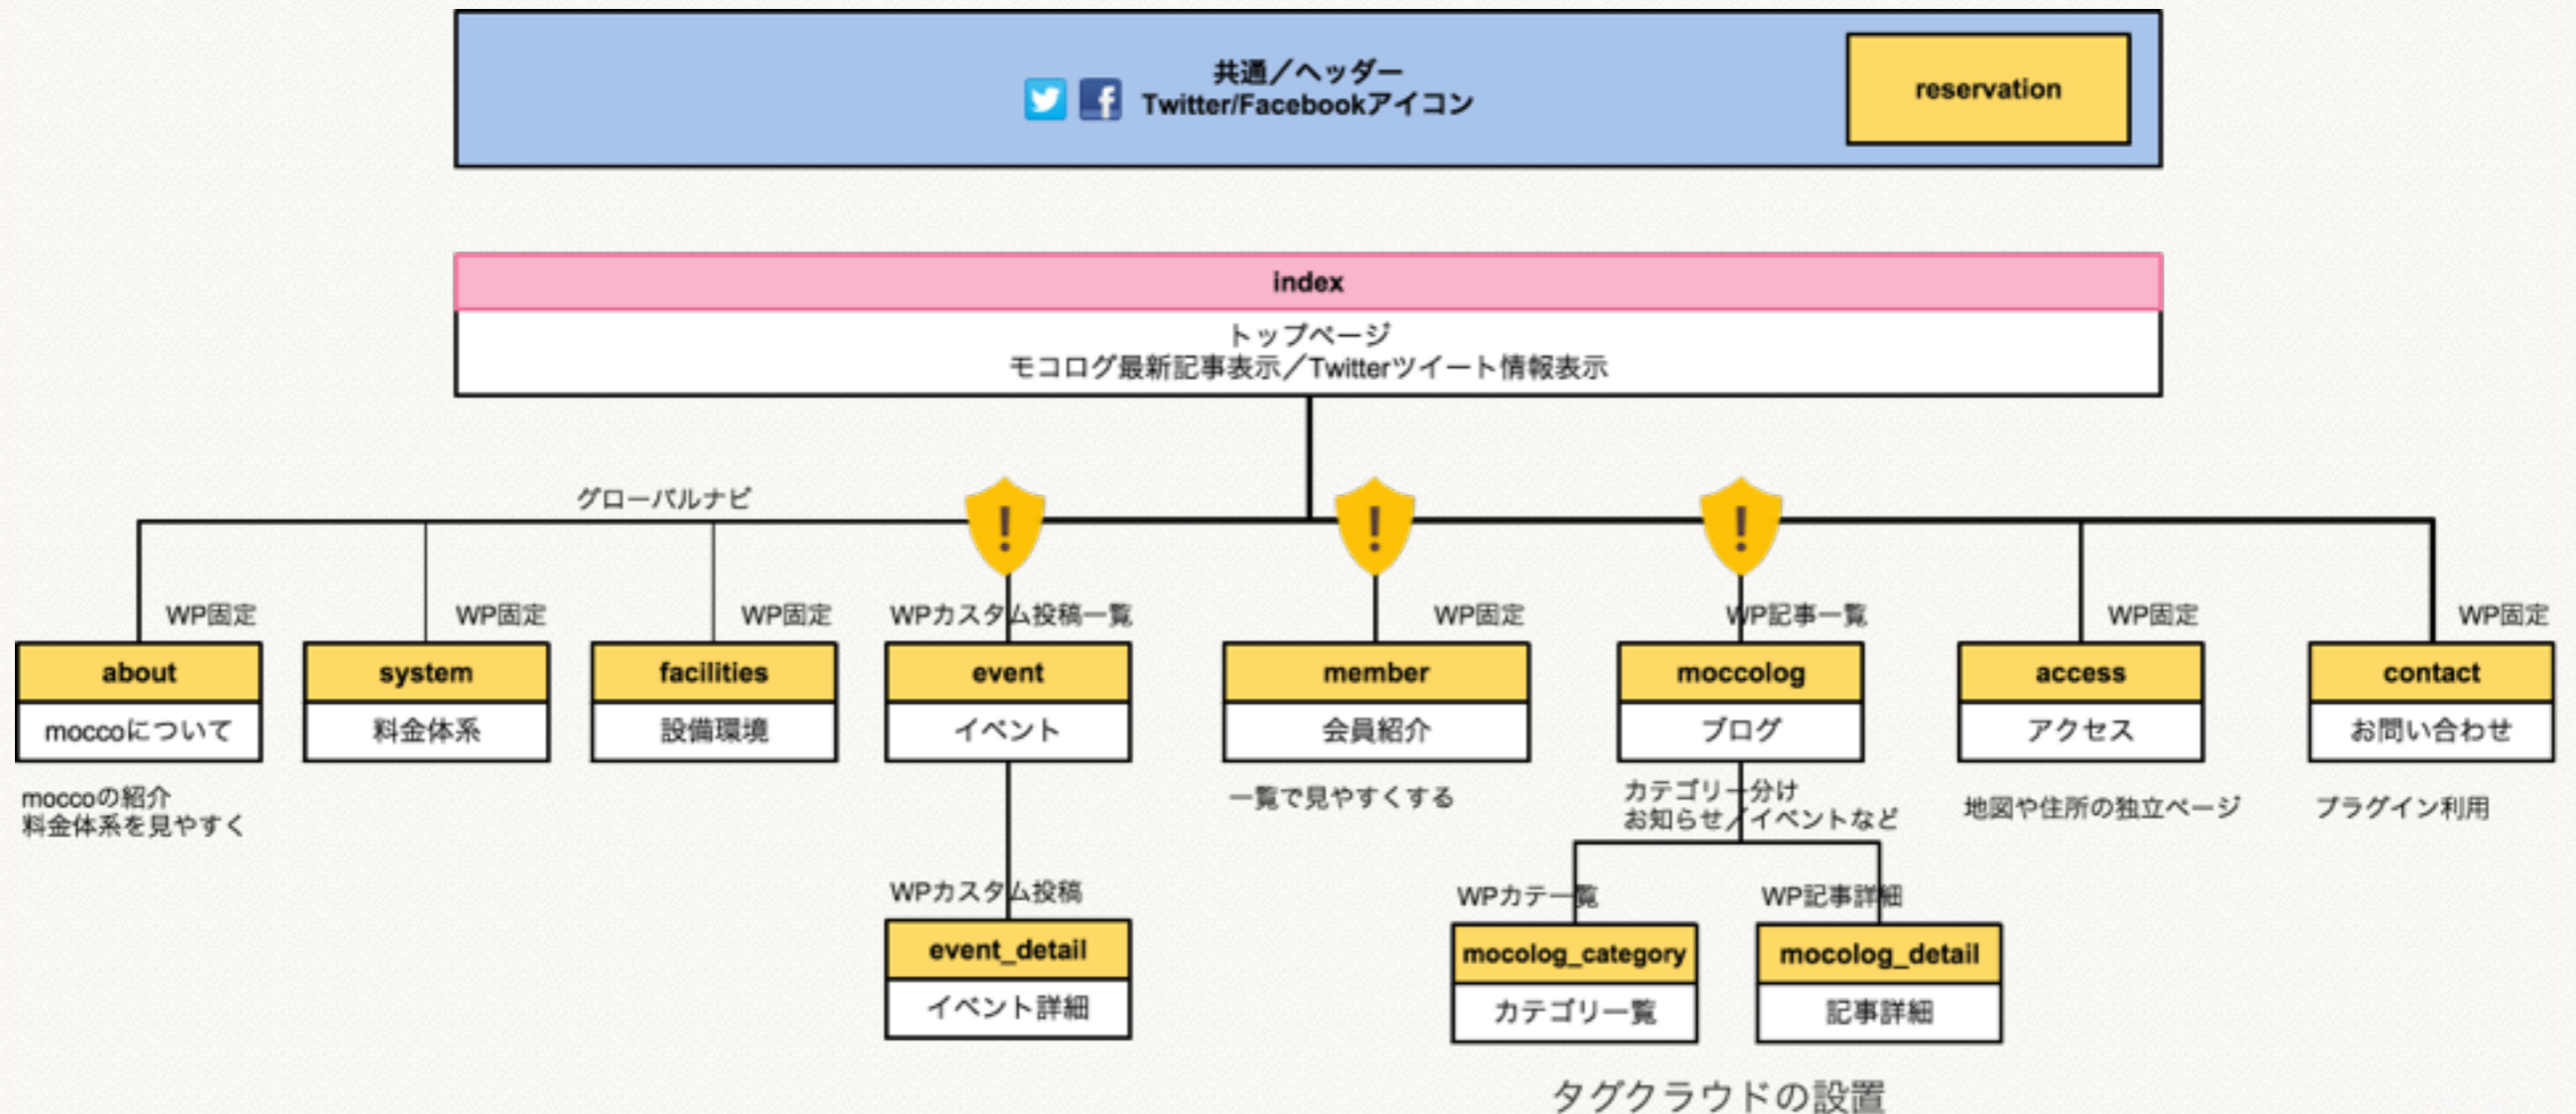 共通／ヘッダー
Twitter/Facebookアイコン
reservation
index
トップページ
モコログ最新記事表示／Twitterツイート情報表示
グローバルナビ
WP固定
about
moccoについて
moccoの紹介
料金体系を見やすく
WP固定
system
料金体系
WP固定
facilities
設備環境
WPカスタム投稿一覧
event
イベント
WPカスタム投稿
event_detail
イベント詳細
WP固定
member
会員紹介
一覧で見やすくする
WP記事一覧
moccolog
ブログ
カテゴリー分け
お知らせ／イベントなど
WPカテ一覧
mocolog_category
カテゴリ一覧
WP記事詳細
mocolog_detail
記事詳細
タグクラウドの設置
WP固定
access
アクセス
地図や住所の独立ページ
WP固定
contact
お問い合わせ
プラグイン利用